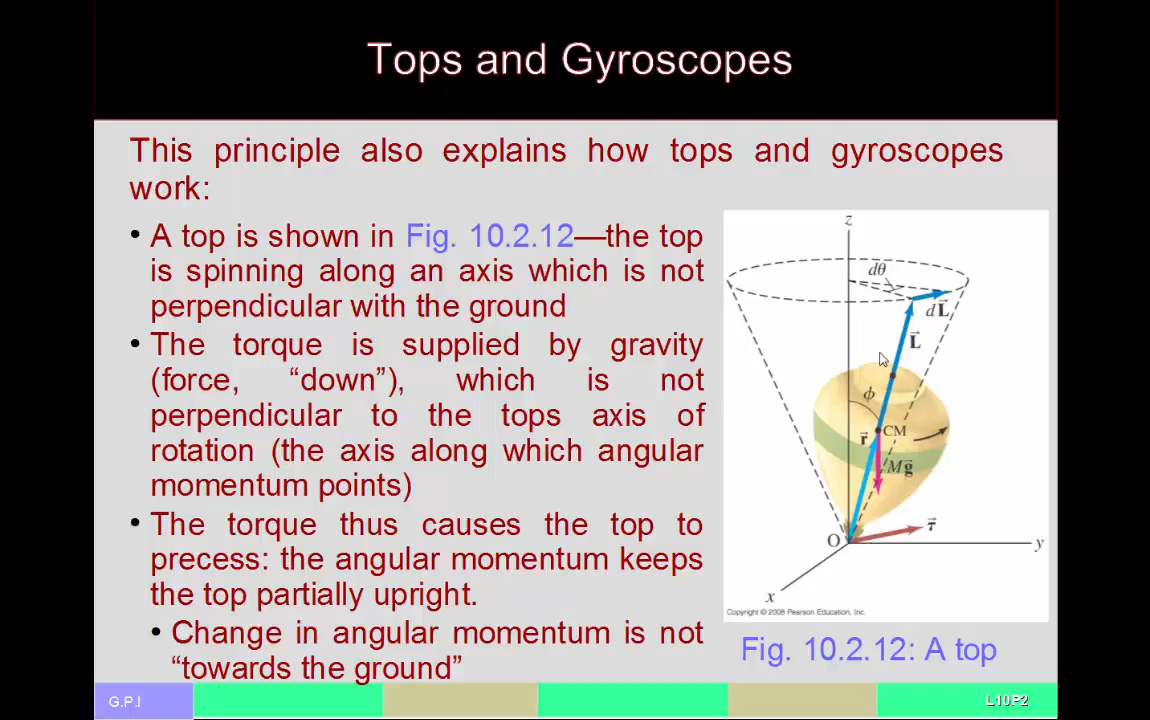 Tops and Gyroscopes
This principle also explains how tops and gyroscopes
work:
• A top is shown in Fig. 10.2.12—the top
is spinning along an axis which is not
perpendicular with the ground
• The torque is supplied by gravity
(force, “down”), which is not
perpendicular to the tops axis of
rotation (the axis along which angular
momentum points)
• The torque thus causes the top to
precess: the angular momentum keeps
the top partially upright.
• Change in angular momentum is not
“towards the ground”
z
dθ
dL⃗
L⃗
ϕ
r⃗
CM
Mg⃗
τ⃗
O
y
x
Copyright © 2008 Pearson Education, Inc.
Fig. 10.2.12: A top
G.P.I
L10P2